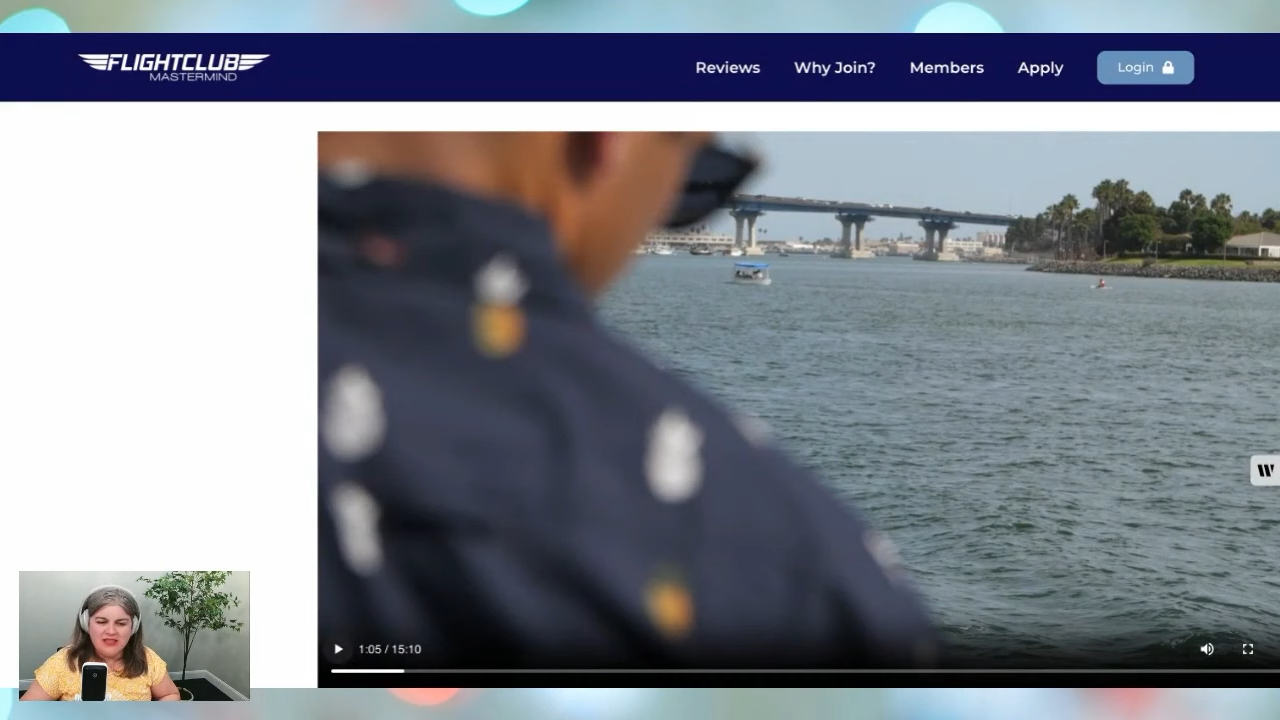 FLIGHTCLUB
MASTERMIND
Reviews
Why Join?
Members
Apply
Login
W
1:05 / 15:10